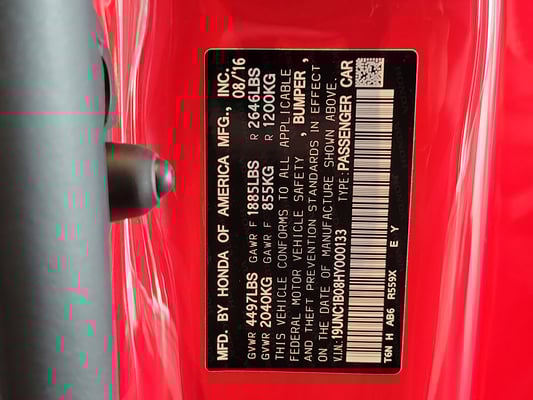 MFD. BY HONDA OF AMERICA MFG., INC.
08/'16
GVWR 4497LBS GAWR F 1885LBS R 2646LBS
GVWR 2040KG GAWR F 855KG R 1200KG
THIS VEHICLE CONFORMS TO ALL APPLICABLE
FEDERAL MOTOR VEHICLE SAFETY , BUMPER ,
AND THEFT PREVENTION STANDARDS IN EFFECT
ON THE DATE OF MANUFACTURE SHOWN ABOVE.
V.I.N: 19UNC1B08HY000133 TYPE: PASSENGER CAR
T6N H AB6 R559X E Y